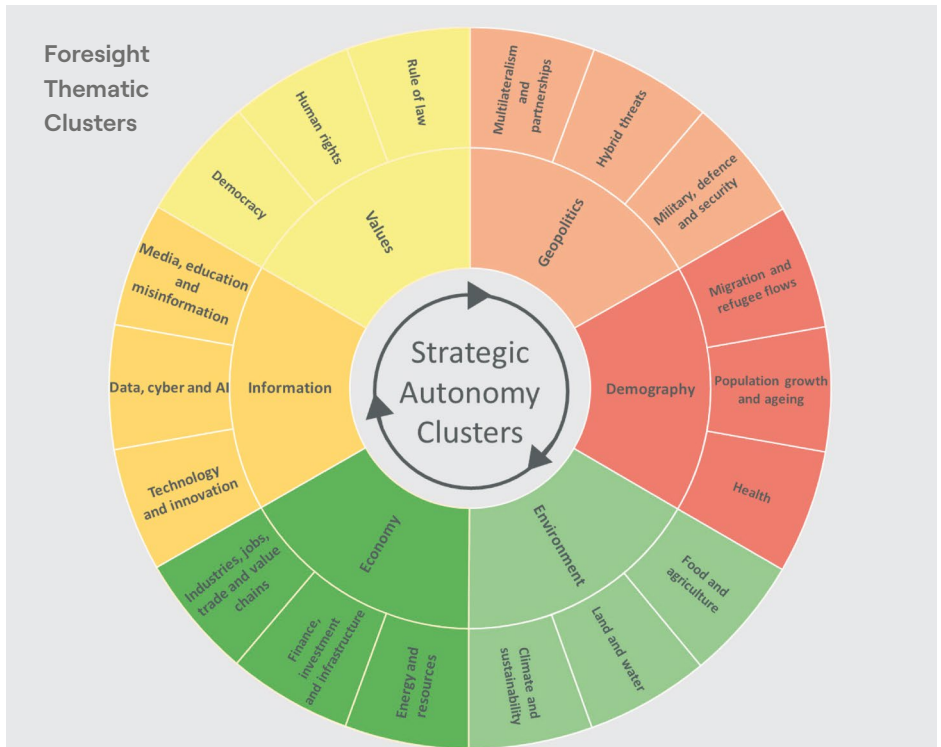 Foresight
Thematic
Clusters
Strategic
Autonomy
Clusters
Geopolitics
Multilateralism
and
partnerships
Hybrid threats
Military, defence
and security
Demography
Migration and
refugee flows
Population growth
and ageing
Health
Environment
Food and
agriculture
Land and water
Climate and
sustainability
Economy
Energy and
resources
Finance,
investment
and infrastructure
Industries, jobs,
trade and value
chains
Information
Technology
and innovation
Data, cyber and AI
Media, education
and
misinformation
Values
Democracy
Human rights
Rule of law